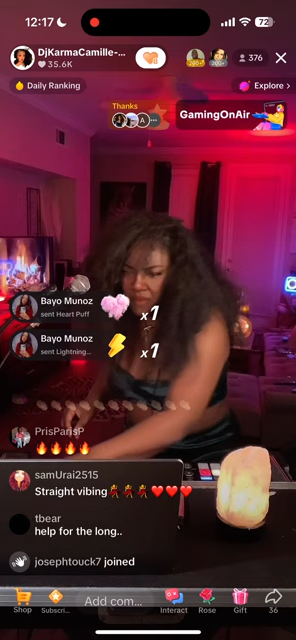 12:17
72
DjKarmaCamille-...
35.6K
376
Daily Ranking
Explore >
Thanks
A
GamingOnAir
Bayo Munoz
sent Heart Puff
x1
Bayo Munoz
sent Lightning...
x1
PrisParisP
🔥🔥🔥🔥
samUrai2515
Straight vibing 💃🏾💃🏾💃🏾❤️❤️❤️
tbear
help for the long..
josephtouck7 joined
Shop
Subscri...
Add com...
Interact
Rose
Gift
36